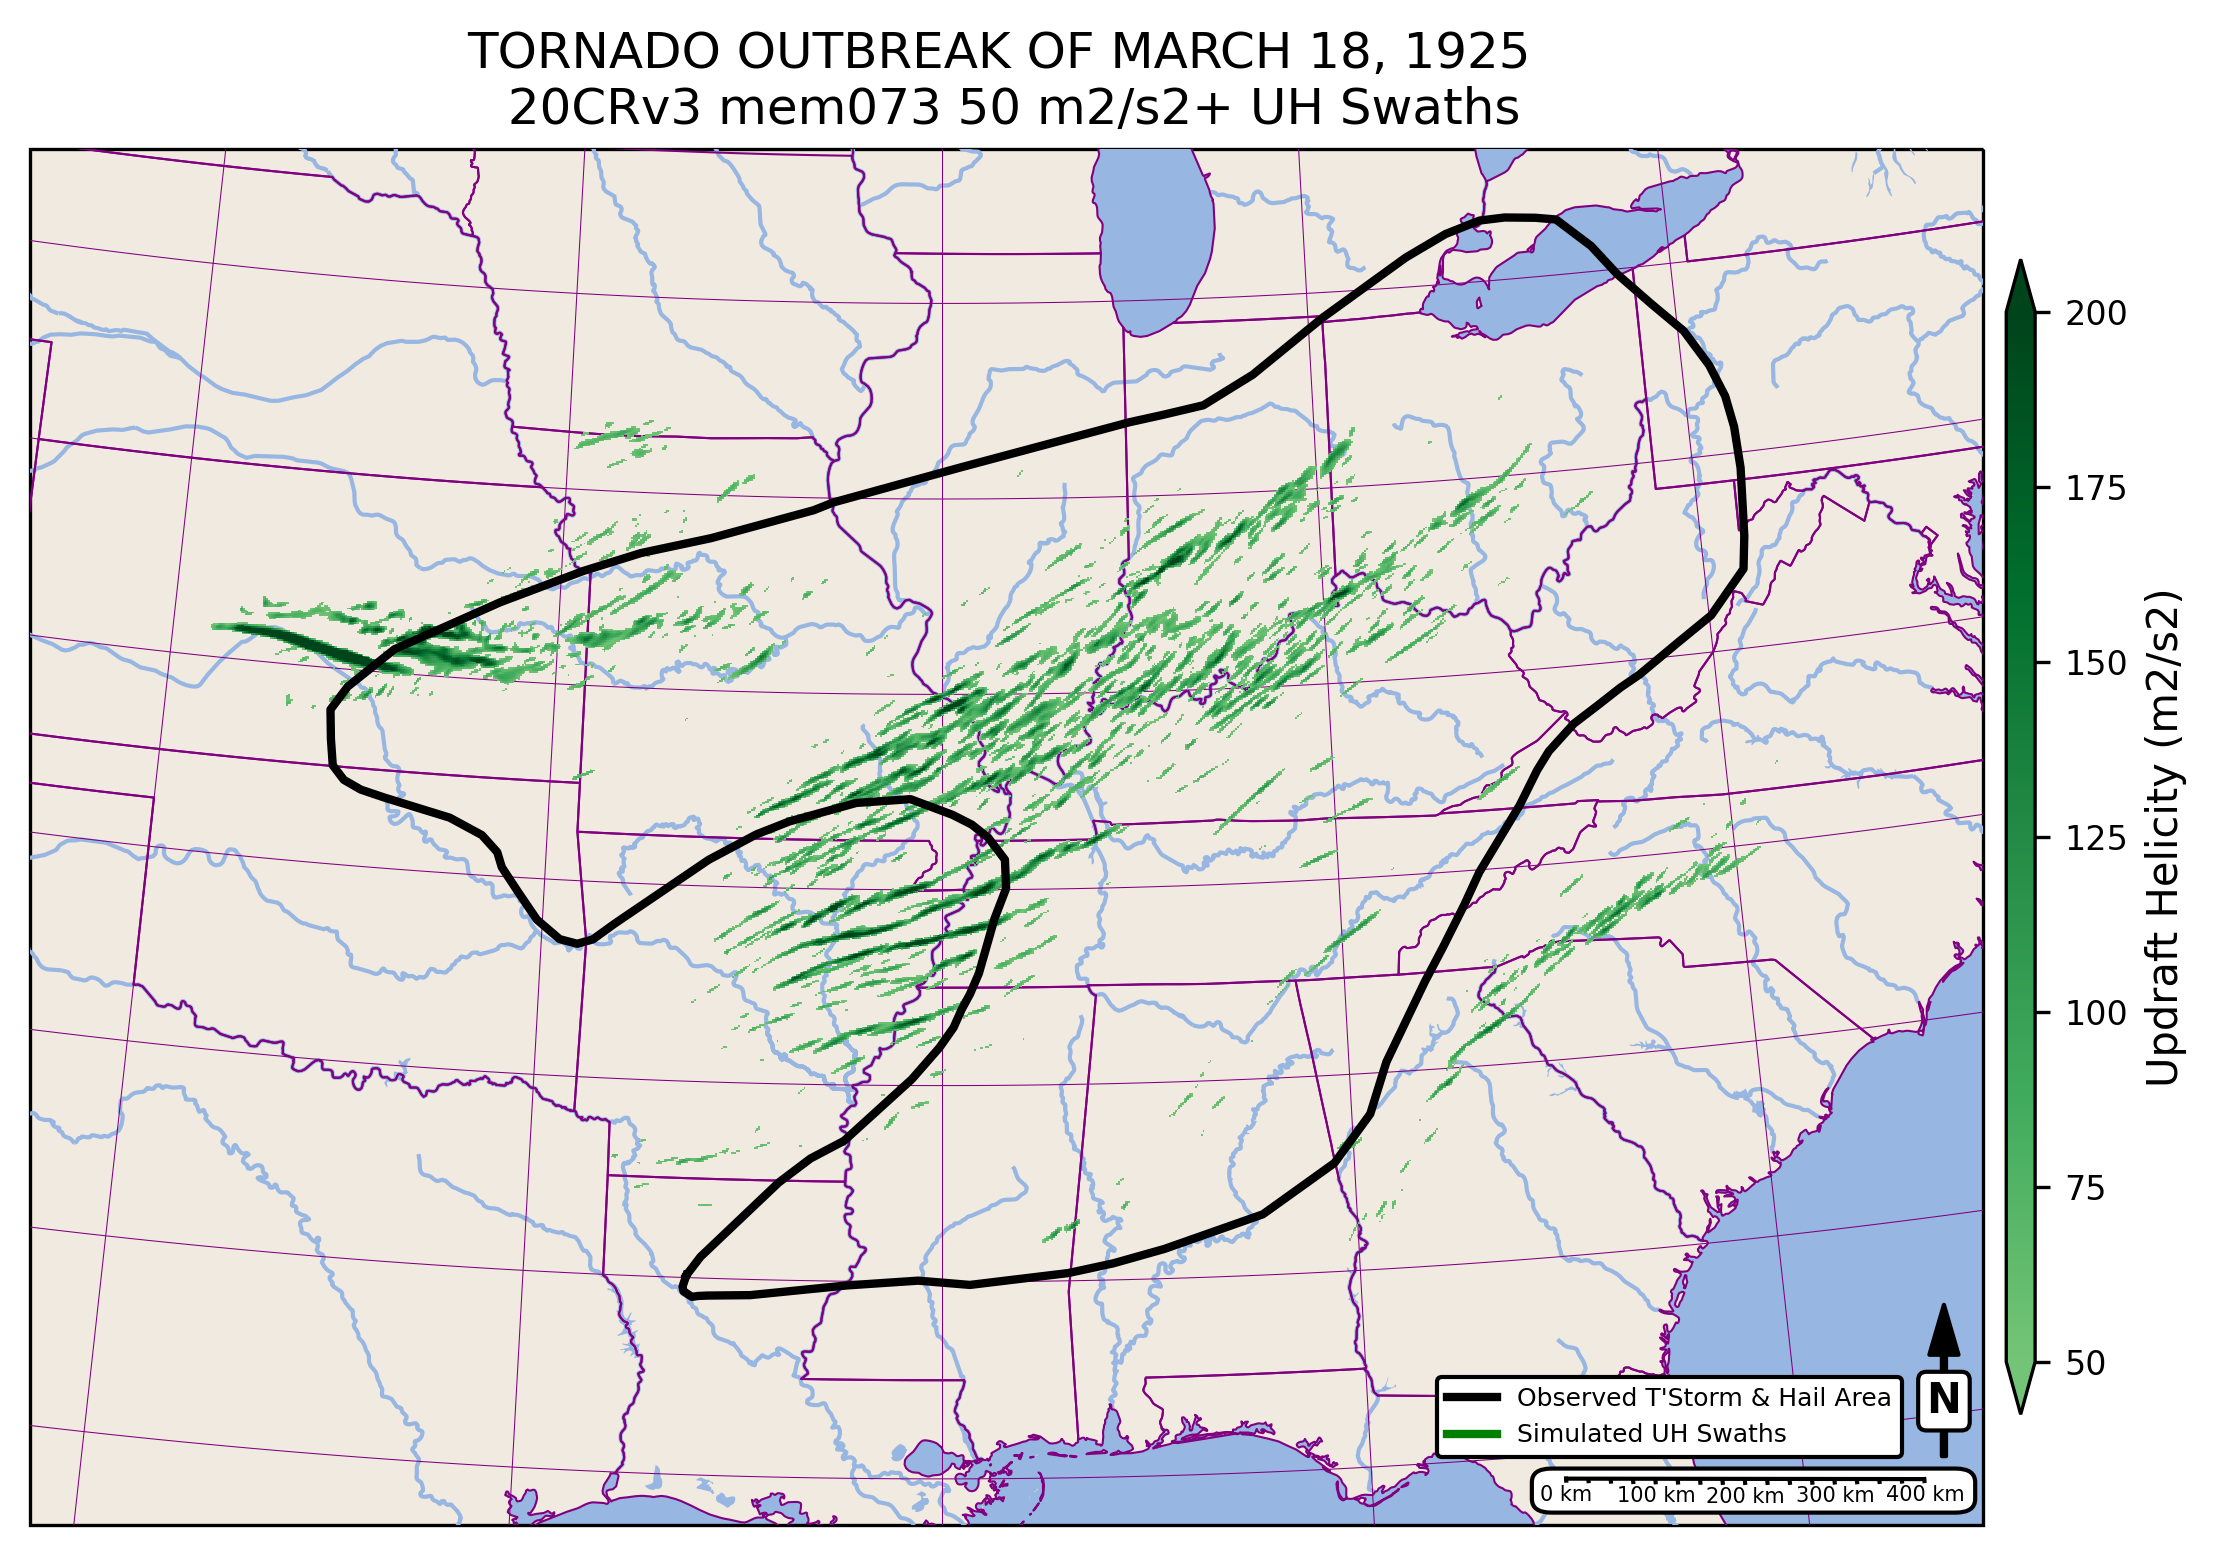 TORNADO OUTBREAK OF MARCH 18, 1925
20CRv3 mem073 50 m2/s2+ UH Swaths
200
175
150
125
100
75
50
Updraft Helicity (m2/s2)
N
Observed T'Storm & Hail Area
Simulated UH Swaths
0 km 100 km 200 km 300 km 400 km